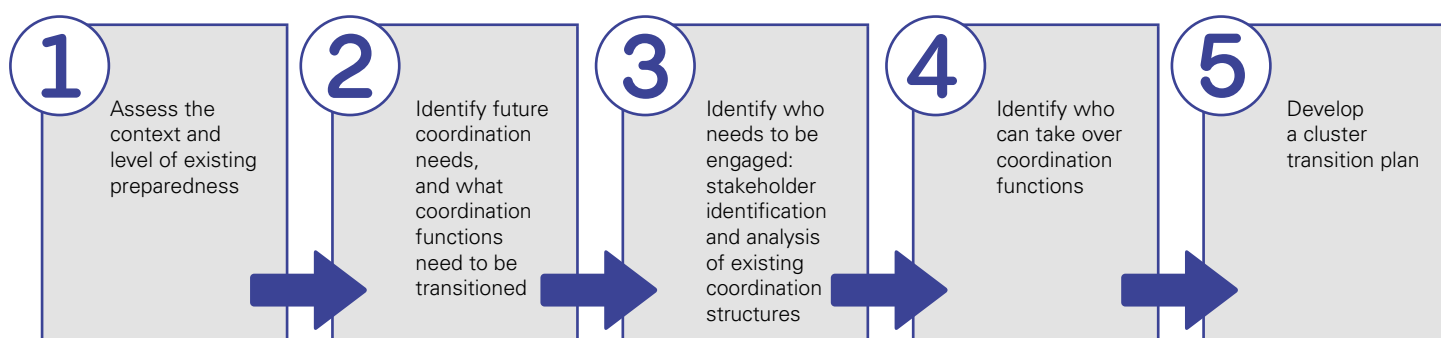 1
Assess the
context and
level of existing
preparedness
2
Identify future
coordination
needs,
and what
coordination
functions
need to be
transitioned
3
Identify who
needs to be
engaged:
stakeholder
identification
and analysis
of existing
coordination
structures
4
Identify who
can take over
coordination
functions
5
Develop
a cluster
transition plan